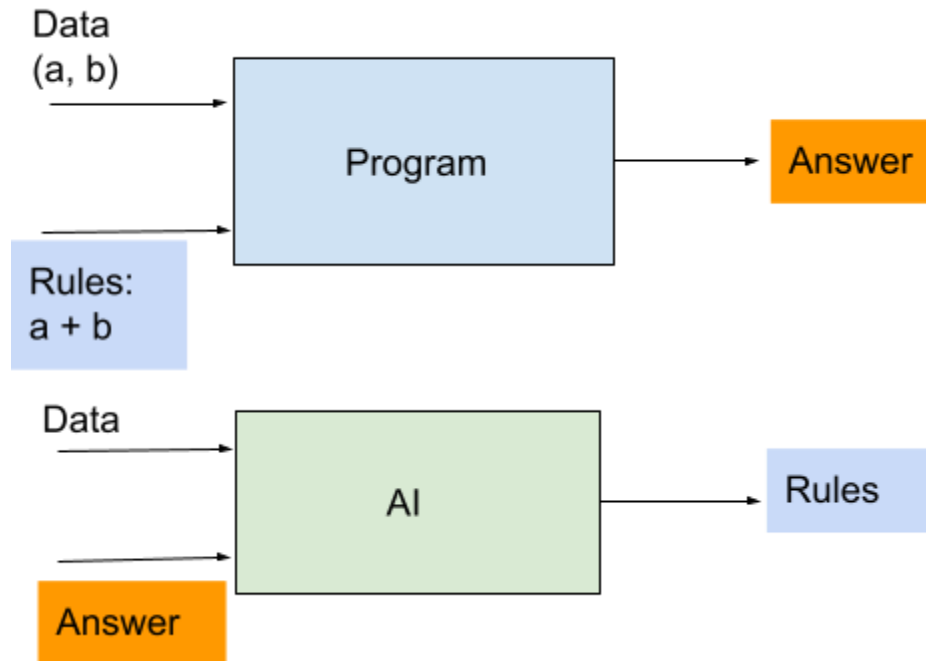 Data
(a, b)
Program
Answer
Rules:
a + b
Data
AI
Rules
Answer